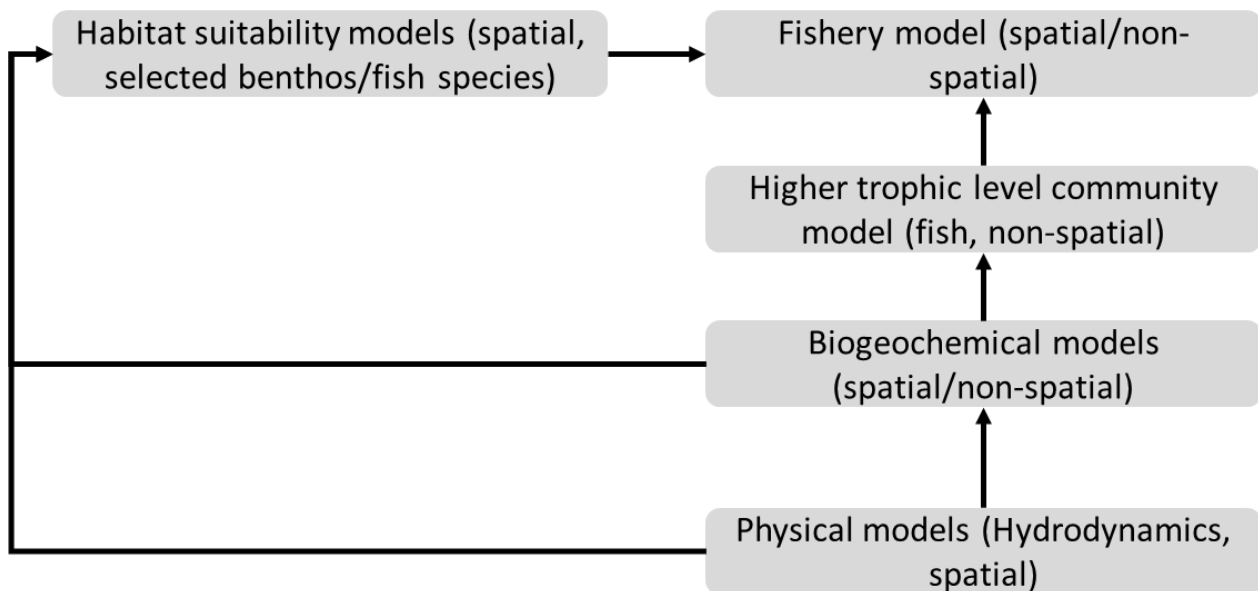 Habitat suitability models (spatial,
selected benthos/fish species)
Fishery model (spatial/non-
spatial)
Higher trophic level community
model (fish, non-spatial)
Biogeochemical models
(spatial/non-spatial)
Physical models (Hydrodynamics,
spatial)